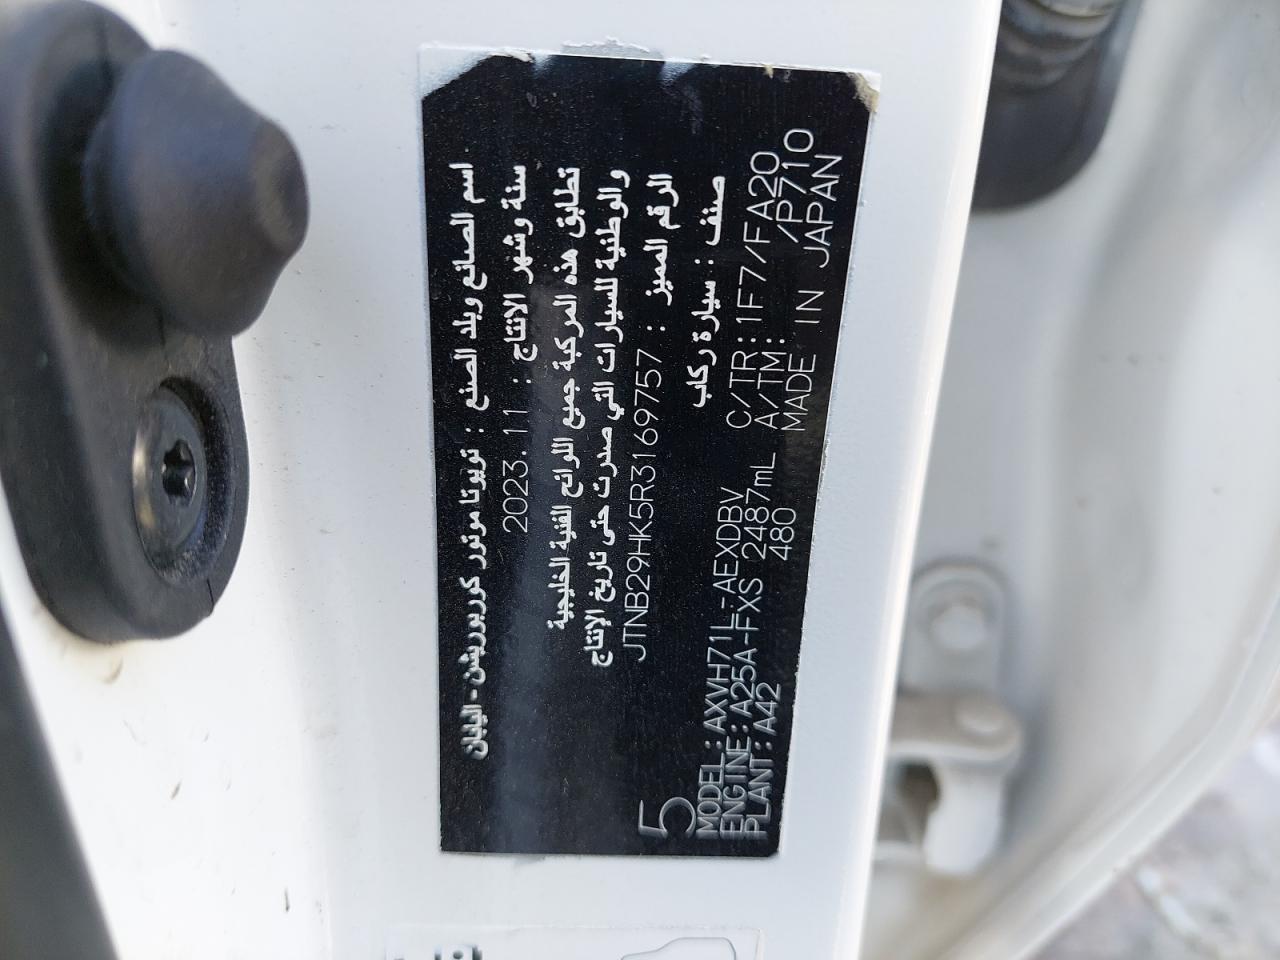 اسم الصانع وبلد الصنع : تويوتا موتور كوربوريشن - اليابان
سنة وشهر الانتاج : 2023.11
تطابق هذه المركبة جميع اللوائح الفنية الخليجية
والوطنية للسيارات التي صدرت حتى تاريخ الإنتاج
الرقم المميز : JTNB29HK5R3169757
صنف : سيارة ركاب
5
MODEL : AXVH71L-AEXDBV C/TR: 1F7/FA20
ENGINE: A25A-FXS 2487mL A/TM: /P710
PLANT: A42 480 MADE IN JAPAN